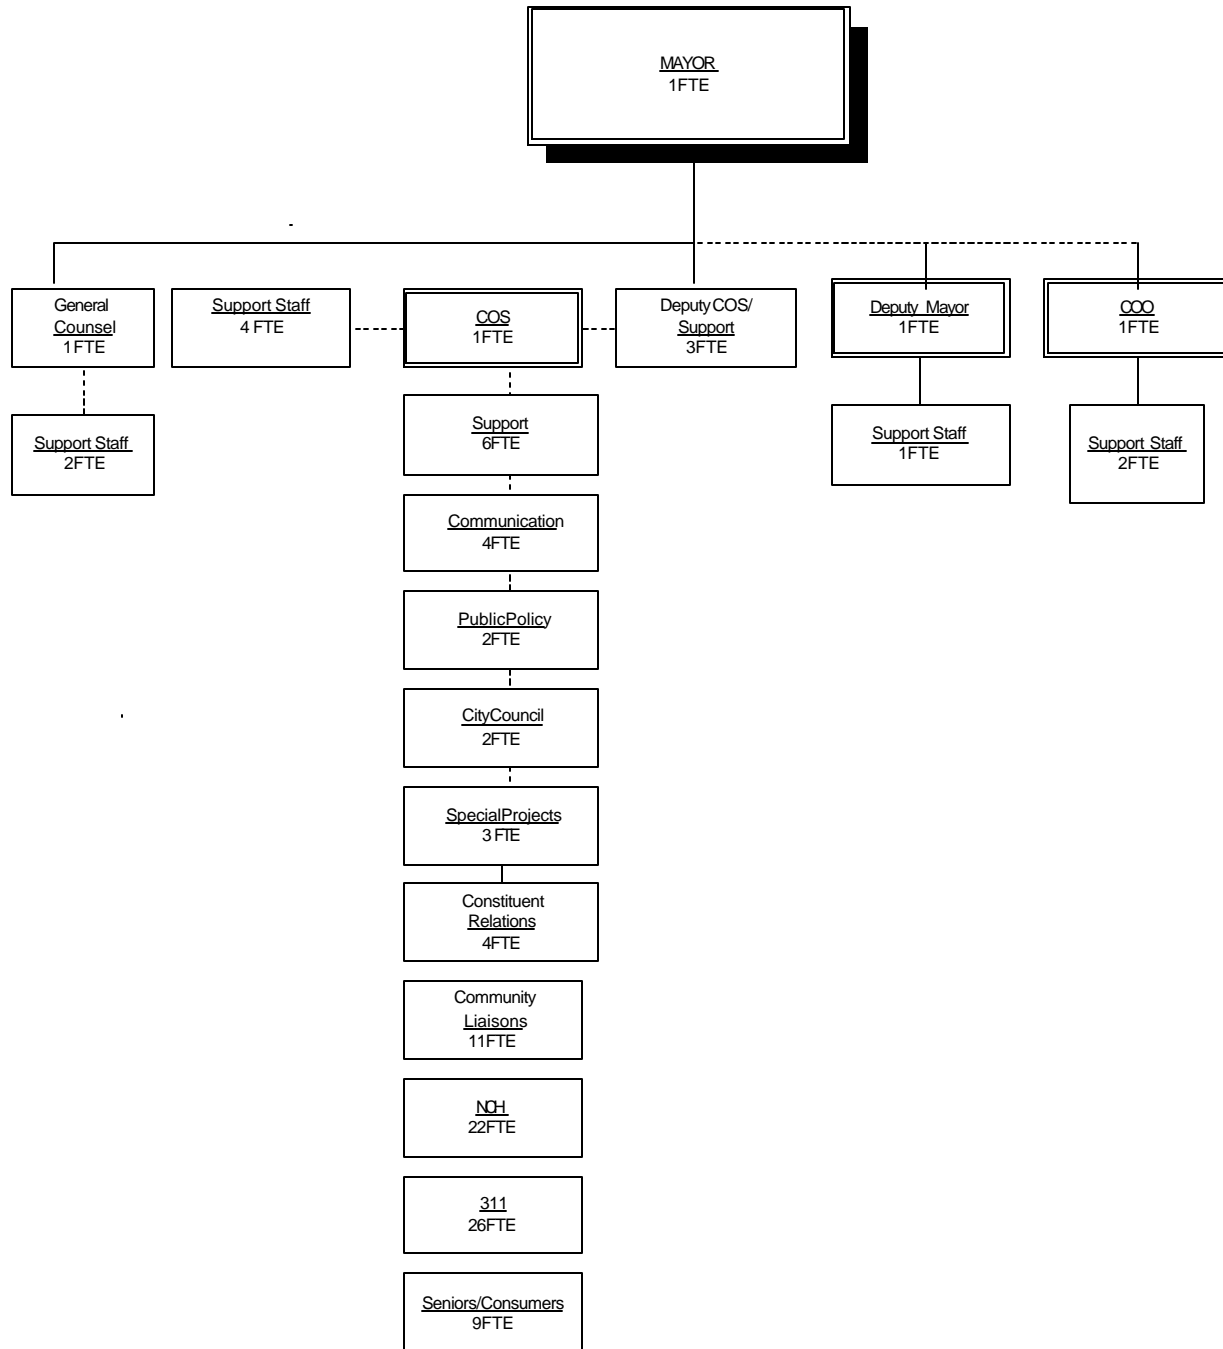 MAYOR
1FTE
General
Counsel
1FTE
Support Staff
4 FTE
COS
1FTE
Deputy COS/
Support
3FTE
Deputy Mayor
1FTE
COO
1FTE
Support Staff
2FTE
Support
6FTE
Support Staff
1FTE
Support Staff
2FTE
Communication
4FTE
PublicPolicy
2FTE
CityCouncil
2FTE
SpecialProjects
3 FTE
Constituent
Relations
4FTE
Community
Liaisons
11FTE
NCH
22FTE
311
26FTE
Seniors/Consumers
9FTE